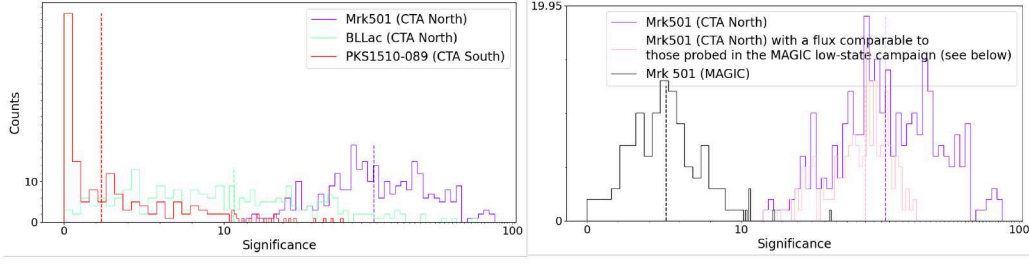 Mrk501 (CTA North)
BLLac (CTA North)
PKS1510-089 (CTA South)
Counts
10
0
0
10
100
Significance
19.95
Mrk501 (CTA North)
Mrk501 (CTA North) with a flux comparable to
those probed in the MAGIC low-state campaign (see below)
Mrk 501 (MAGIC)
0
0
10
100
Significance